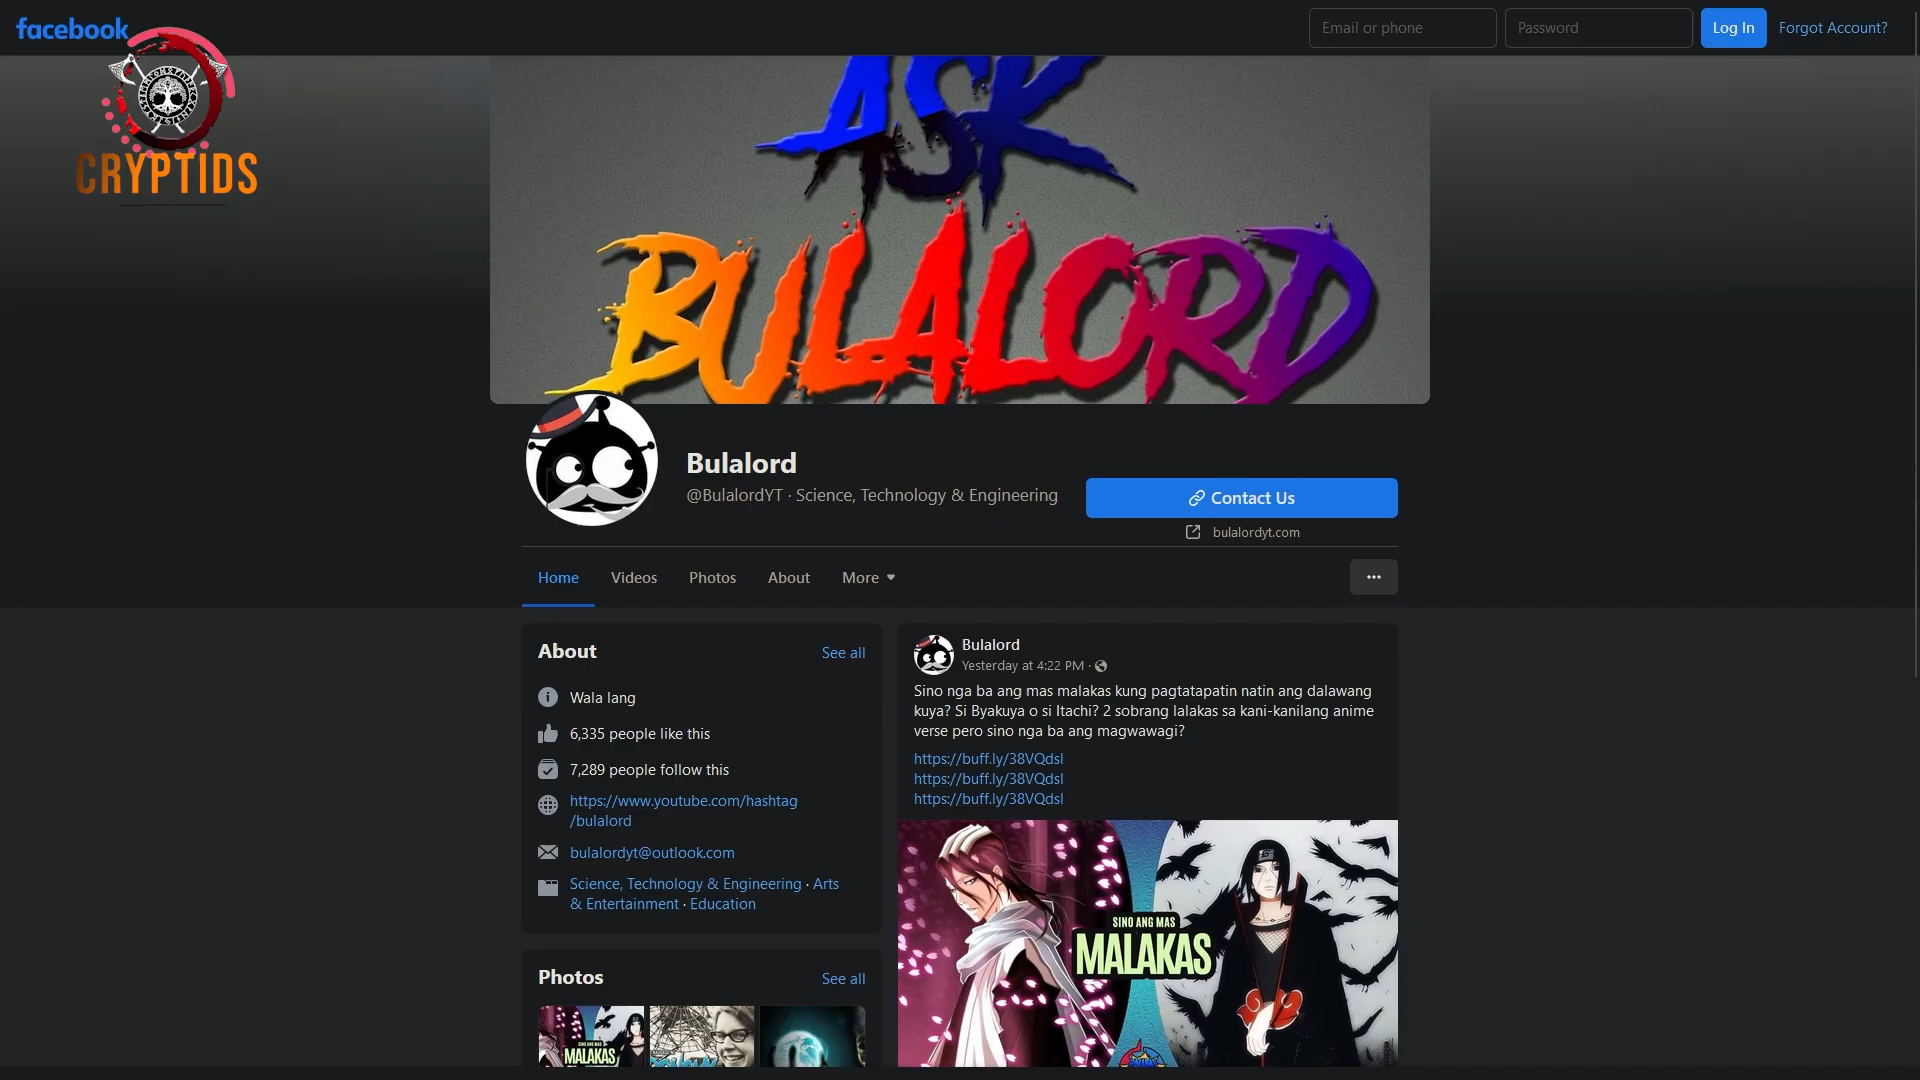 facebook
Email or phone
Password
Log In
Forgot Account?
CRYPTIDS
ASK
BULALORD
Bulalord
@BulalordYT · Science, Technology & Engineering
Contact Us
bulalordyt.com
Home
Videos
Photos
About
More
About
See all
Wala lang
6,335 people like this
7,289 people follow this
https://www.youtube.com/hashtag
/bulalord
bulalordyt@outlook.com
Science, Technology & Engineering · Arts
& Entertainment · Education
Photos
See all
SINO ANG MAS
MALAKAS
Bulalord
Yesterday at 4:22 PM ·
Sino nga ba ang mas malakas kung pagtatapatin natin ang dalawang
kuya? Si Byakuya o si Itachi? 2 sobrang lalakas sa kani-kanilang anime
verse pero sino nga ba ang magwawagi?
https://buff.ly/38VQdsl
https://buff.ly/38VQdsl
https://buff.ly/38VQdsl
SINO ANG MAS
MALAKAS